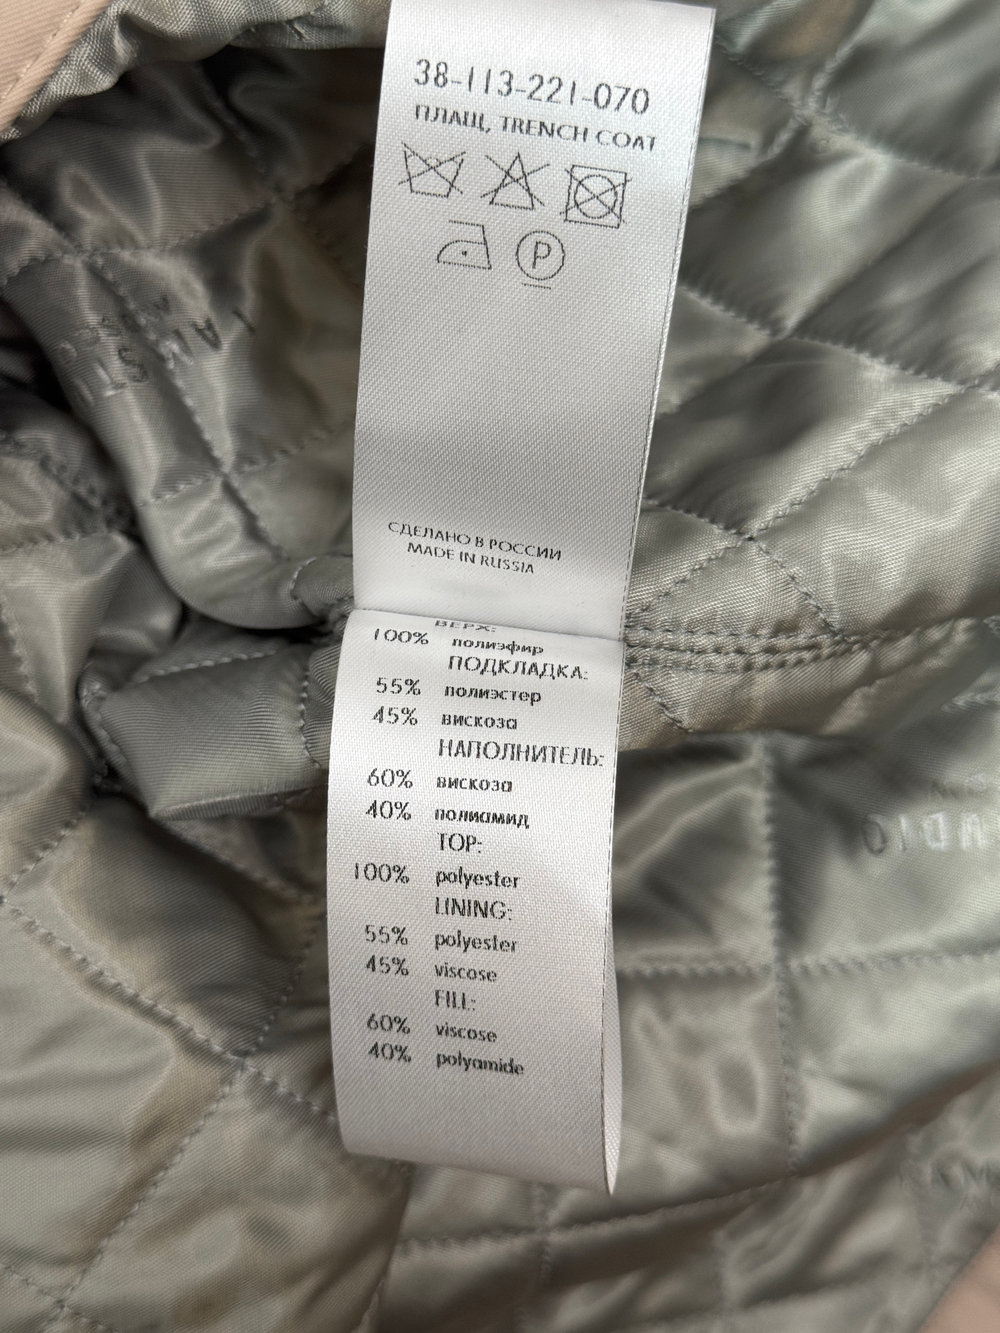 38-113-221-070
ПЛАЩ, TRENCH COAT
P
СДЕЛАНО В РОССИИ
MADE IN RUSSIA
ВЕРХ:
100% полиэфир
ПОДКЛАДКА:
55% полиэстер
45% вискоза
НАПОЛНИТЕЛЬ:
60% вискоза
40% полиамид
TOP:
100% polyester
LINING:
55% polyester
45% viscose
FILL:
60% viscose
40% polyamide